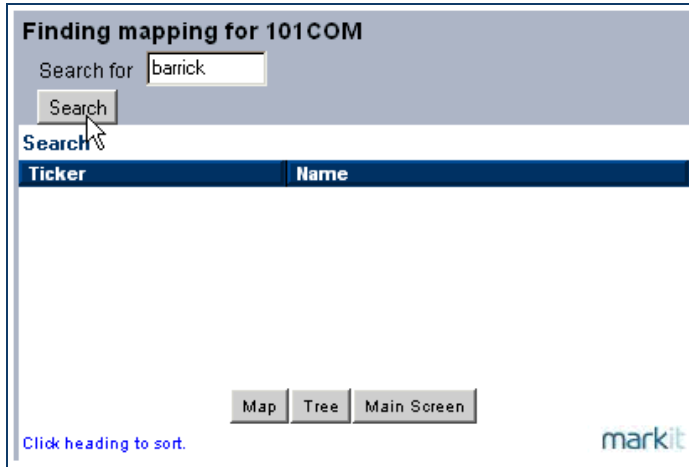 Finding mapping for 101COM
Search for barrick
Search
Search
Ticker Name
Map Tree Main Screen
Click heading to sort.
markit